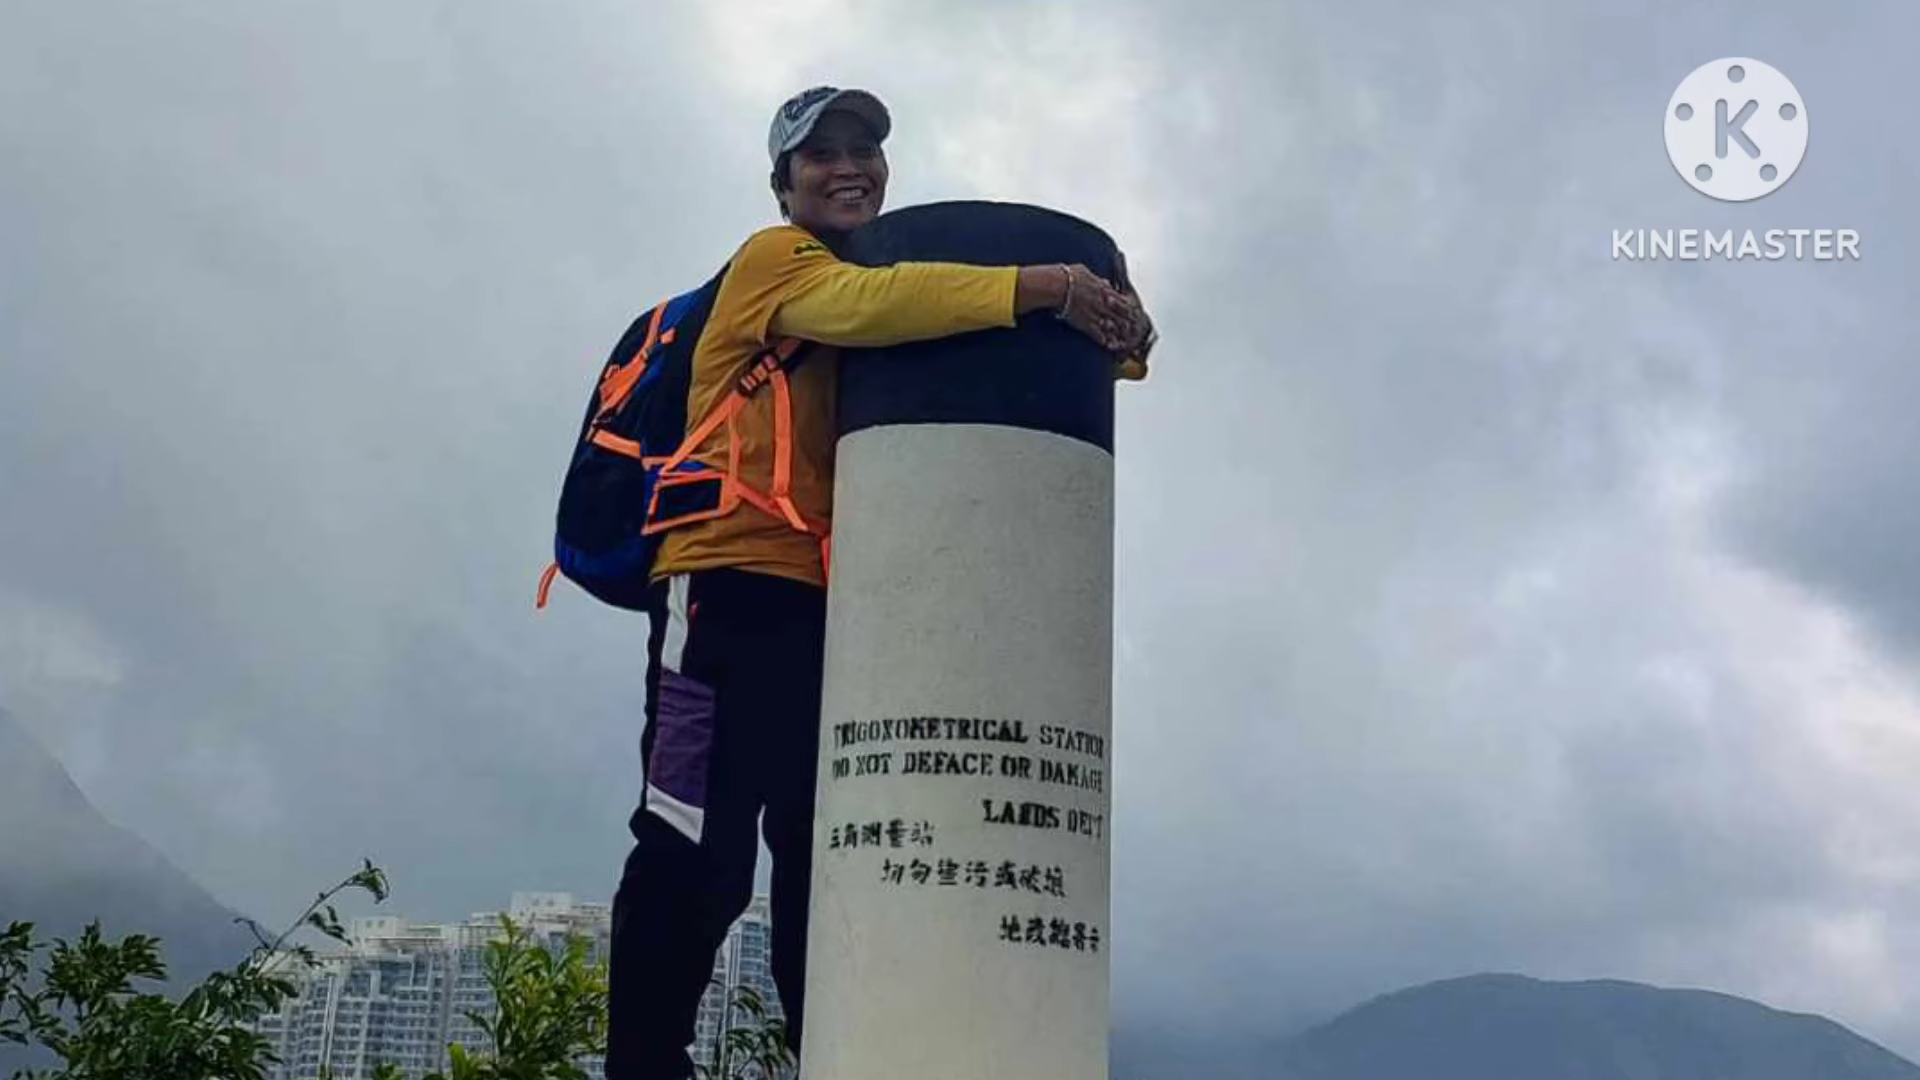 KINEMASTER
TRIGONOMETRICAL STATION
DO NOT DEFACE OR DAMAGE
LANDS DEPT
三角測量站
切勿塗污或破壞
地政總署示